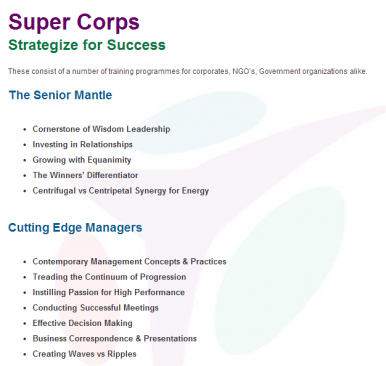 Super Corps
Strategize for Success
These consist of a number of training programmes for corporates, NGO's, Government organizations alike.
The Senior Mantle
Cornerstone of Wisdom Leadership
Investing in Relationships
Growing with Equanimity
The Winners' Differentiator
Centrifugal vs Centripetal Synergy for Energy
Cutting Edge Managers
Contemporary Management Concepts & Practices
Treading the Continuum of Progression
Instilling Passion for High Performance
Conducting Successful Meetings
Effective Decision Making
Business Correspondence & Presentations
Creating Waves vs Ripples